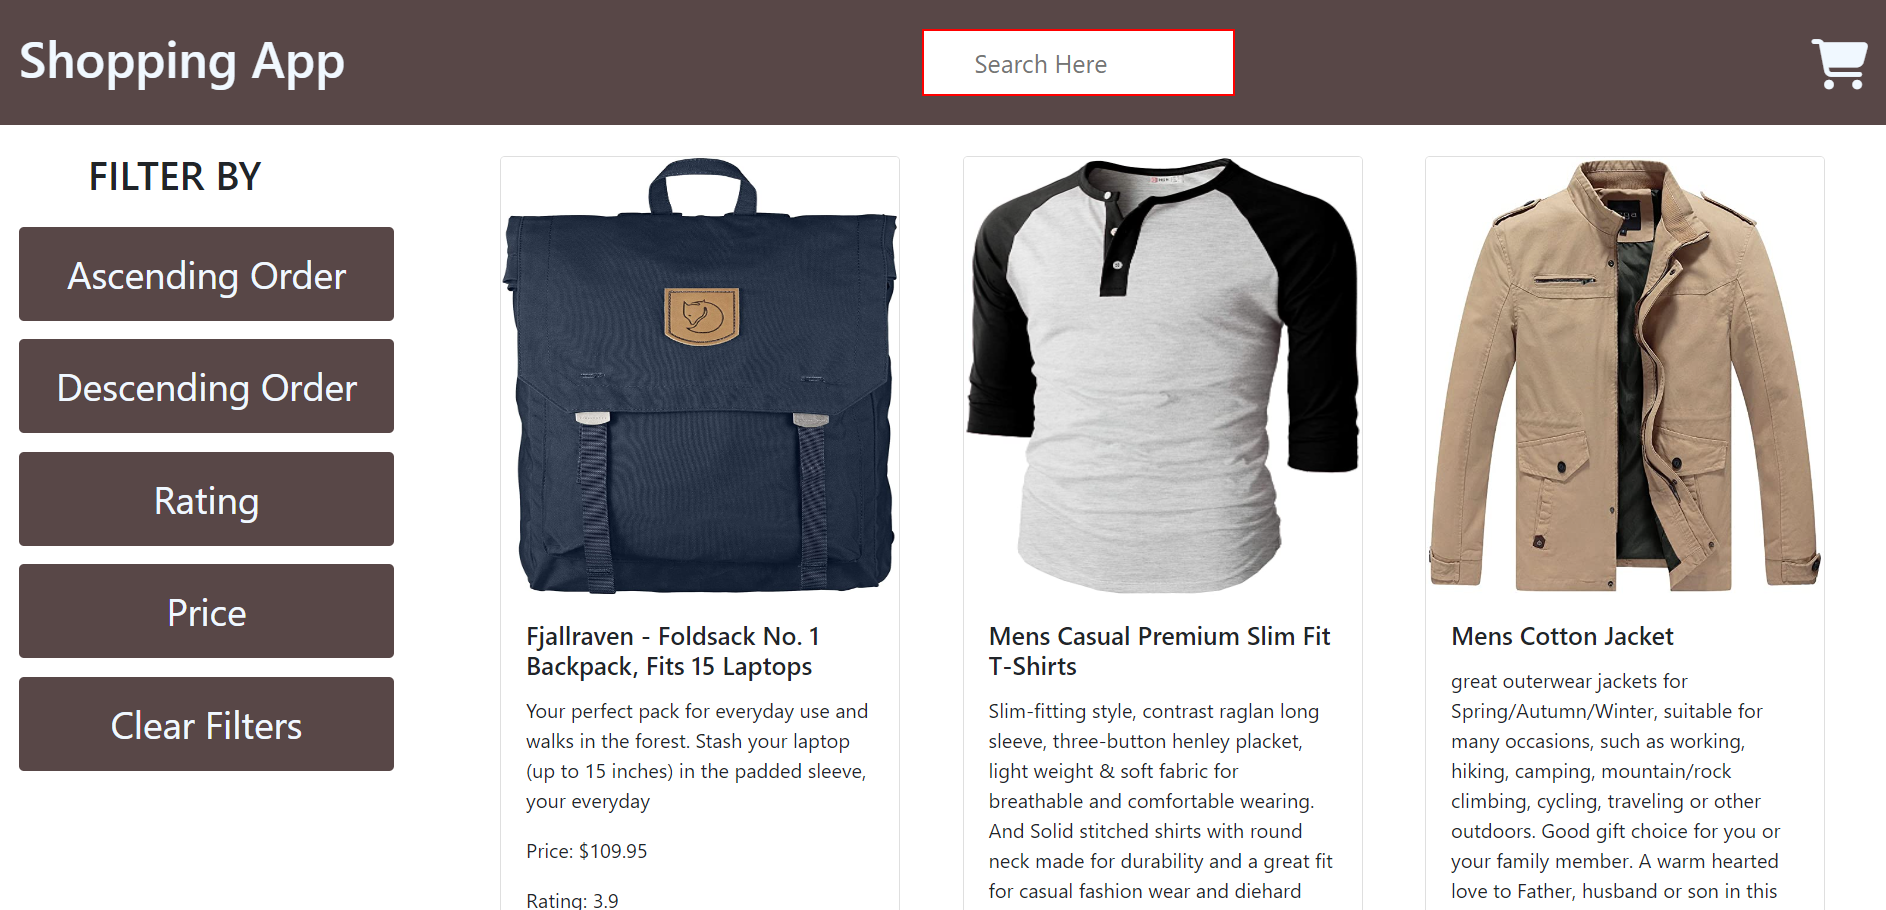 Shopping App
Search Here
FILTER BY
Ascending Order
Descending Order
Rating
Price
Clear Filters
Fjallraven - Foldsack No. 1
Backpack, Fits 15 Laptops
Your perfect pack for everyday use and
walks in the forest. Stash your laptop
(up to 15 inches) in the padded sleeve,
your everyday
Price: $109.95
Rating: 3.9
Mens Casual Premium Slim Fit
T-Shirts
Slim-fitting style, contrast raglan long
sleeve, three-button henley placket,
light weight & soft fabric for
breathable and comfortable wearing.
And Solid stitched shirts with round
neck made for durability and a great fit
for casual fashion wear and diehard
Mens Cotton Jacket
great outerwear jackets for
Spring/Autumn/Winter, suitable for
many occasions, such as working,
hiking, camping, mountain/rock
climbing, cycling, traveling or other
outdoors. Good gift choice for you or
your family member. A warm hearted
love to Father, husband or son in this